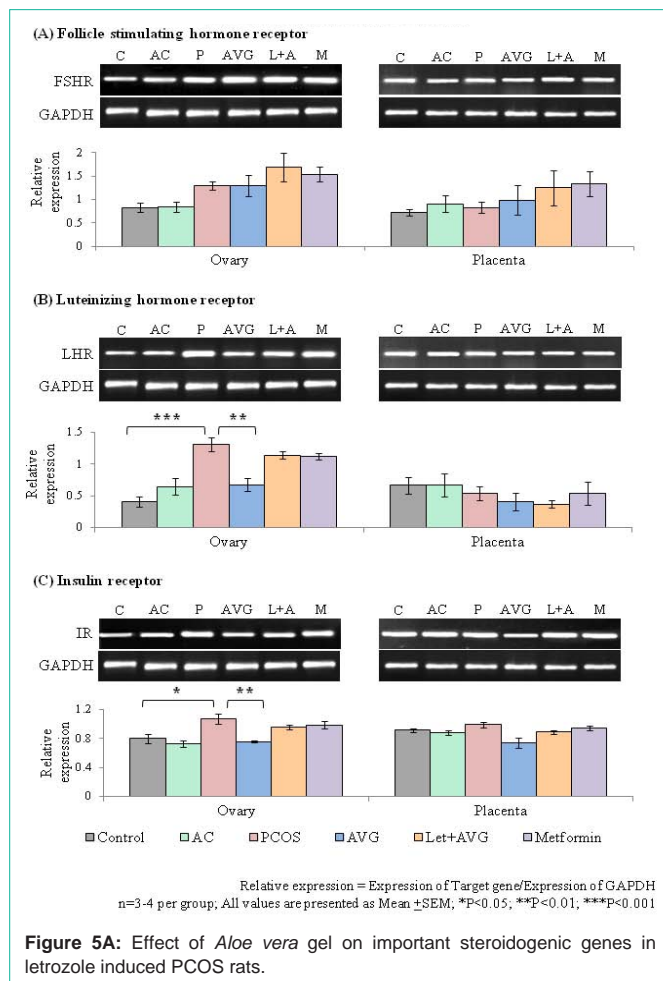 (A) Follicle stimulating hormone receptor
C AC P AVG L+A M
C AC P AVG L+A M
FSHR
GAPDH
Relative expression
2
1.5
1
0.5
0
Ovary Placenta
(B) Luteinizing hormone receptor
C AC P AVG L+A M
C AC P AVG L+A M
LHR
GAPDH
*** **
Relative expression
1.5
1
0.5
0
Ovary Placenta
(C) Insulin receptor
C AC P AVG L+A M
C AC P AVG L+A M
IR
GAPDH
* **
Relative expression
1.2
0.8
0.4
0
Ovary Placenta
Control AC PCOS AVG Let+AVG Metformin
Relative expression = Expression of Target gene/Expression of GAPDH
n=3-4 per group; All values are presented as Mean ±SEM; *P<0.05; **P<0.01; ***P<0.001
Figure 5A: Effect of Aloe vera gel on important steroidogenic genes in
letrozole induced PCOS rats.